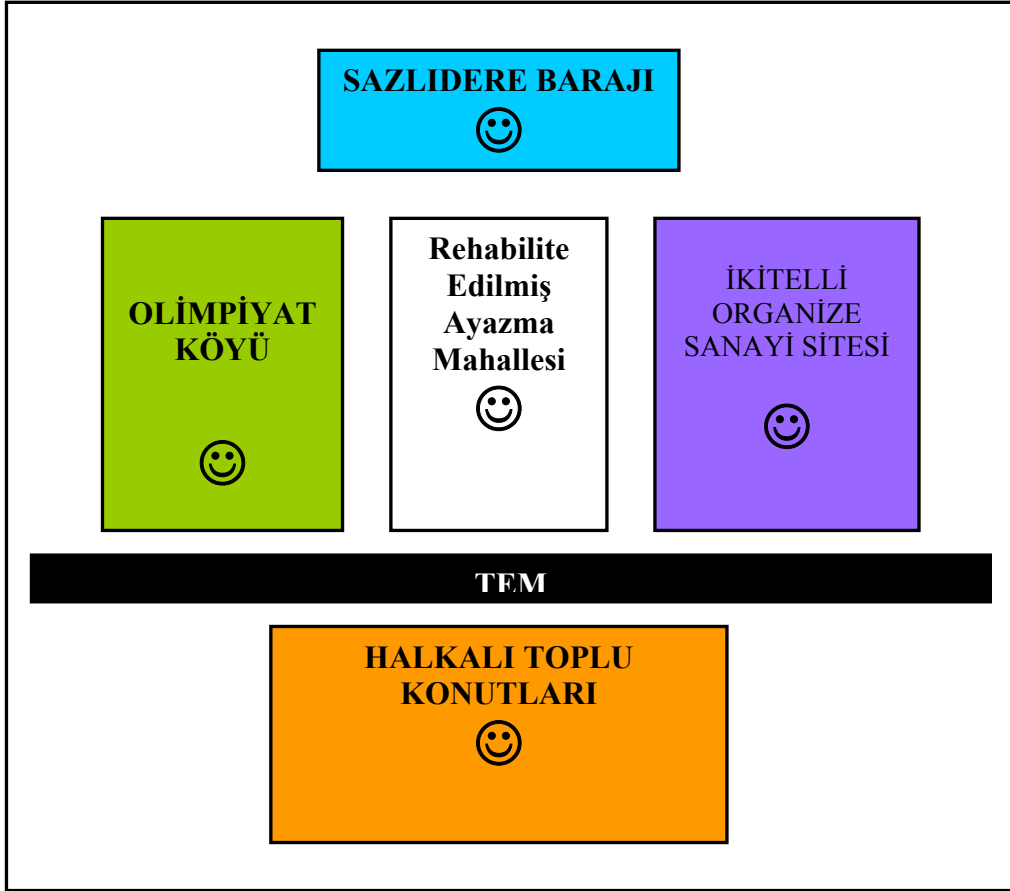 SAZLIDERE BARAJI
OLİMPİYAT
KÖYÜ
Rehabilite
Edilmiş
Ayazma
Mahallesi
İKİTELLİ
ORGANİZE
SANAYİ SİTESİ
TEM
HALKALI TOPLU
KONUTLARI